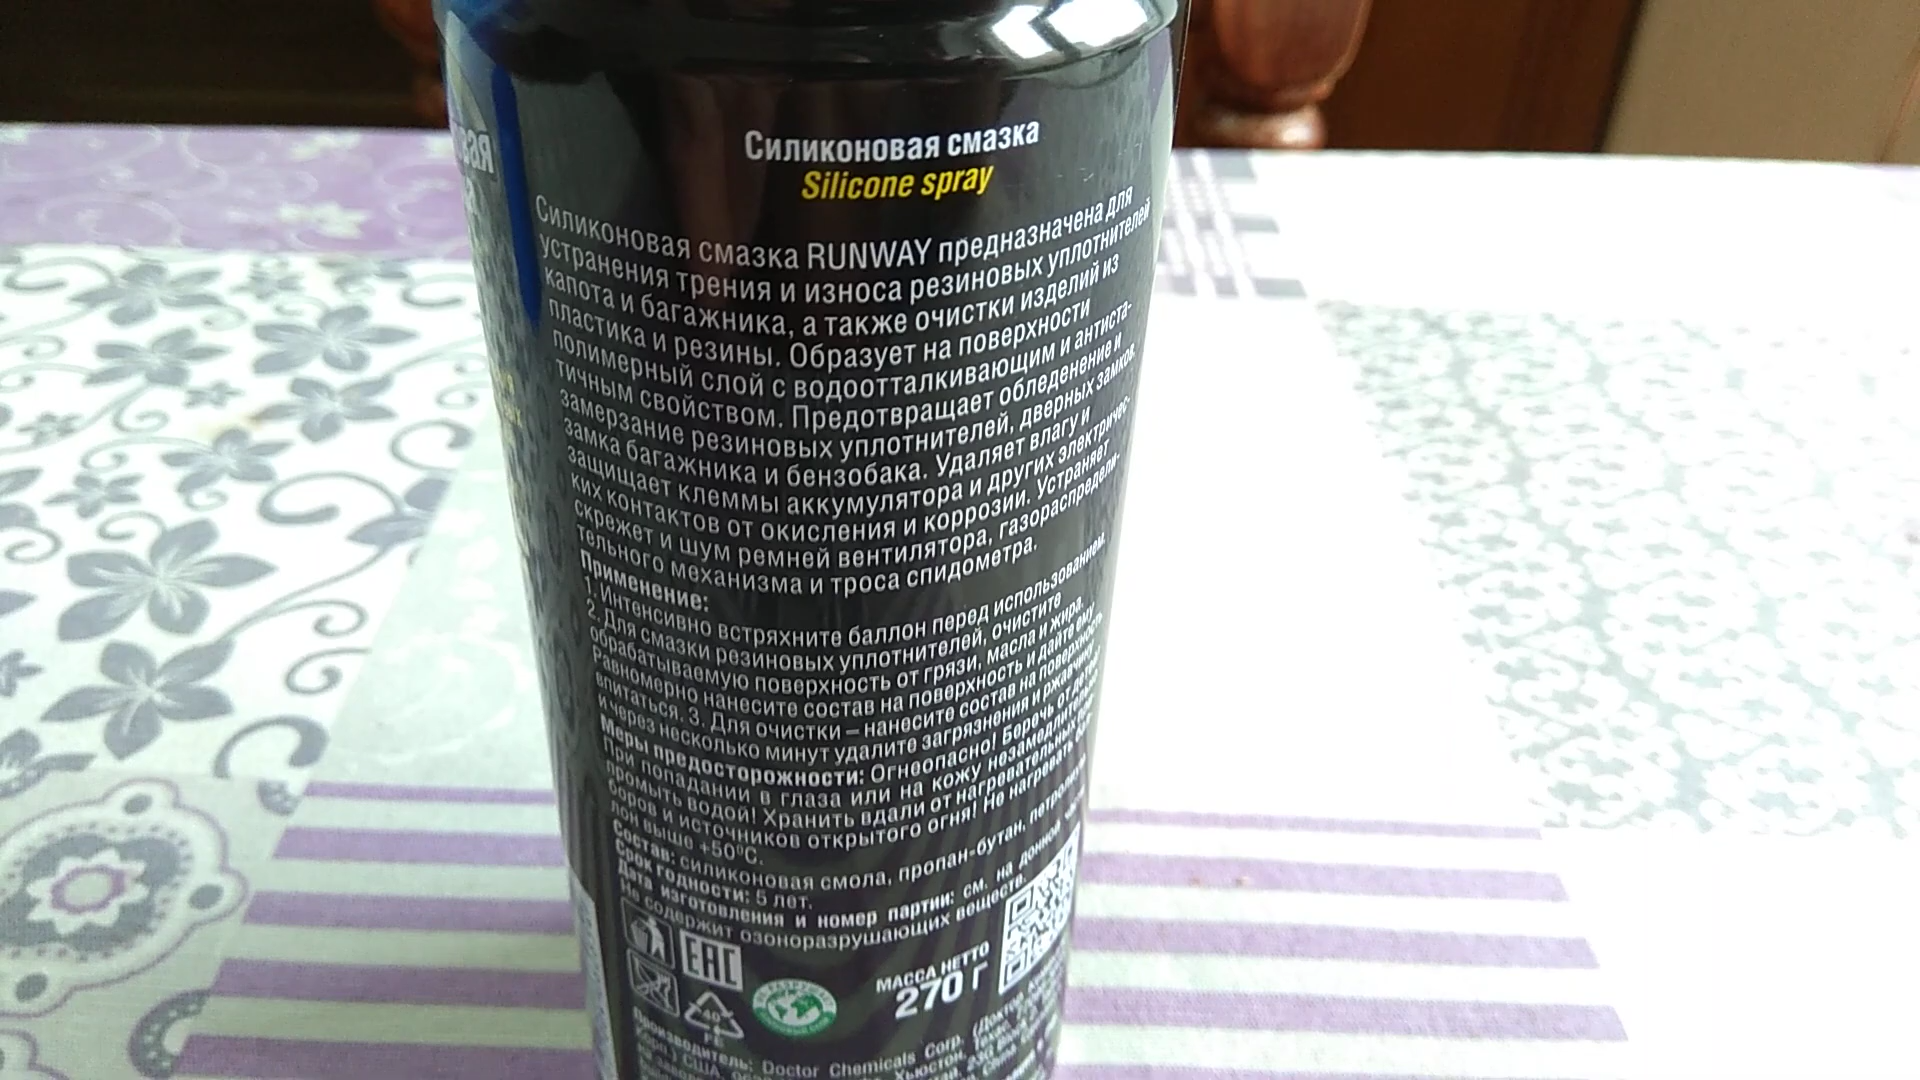 вая
Силиконовая смазка
Silicone spray
Силиконовая смазка RUNWAY предназначена для
устранения трения и износа резиновых уплотнителей
капота и багажника, а также очистки изделий из
пластика и резины. Образует на поверхности
полимерный слой с водоотталкивающим и антиста-
тичным свойством. Предотвращает обледенение и
замерзание резиновых уплотнителей, дверных замков,
замка багажника и бензобака. Удаляет влагу и
защищает клеммы аккумулятора и других электричес-
ких контактов от окисления и коррозии. Устраняет
скрежет и шум ремней вентилятора, газораспредели-
тельного механизма и троса спидометра.
Применение:
1. Интенсивно встряхните баллон перед использованием.
2. Для смазки резиновых уплотнителей, очистите
обрабатываемую поверхность от грязи, масла и жира.
Равномерно нанесите состав на поверхность и дайте ему
впитаться. 3. Для очистки – нанесите состав на поверхность
и через несколько минут удалите загрязнения и ржавчину.
Меры предосторожности: Огнеопасно! Беречь от детей!
При попадании в глаза или на кожу незамедлительно
промыть водой! Хранить вдали от нагревательных
боров и источников открытого огня! Не нагревать
лон выше +50°C.
Состав: силиконовая смола, пропан-бутан,
Срок годности: 5 лет.
Дата изготовления и номер партии: см. на донной
Не содержит озоноразрушающих веществ.
EAC
МАССА НЕТТО
270 Г
40
FE
Производитель: Doctor Chemicals Corp. (Доктор
США, Хьюстон, Техас,